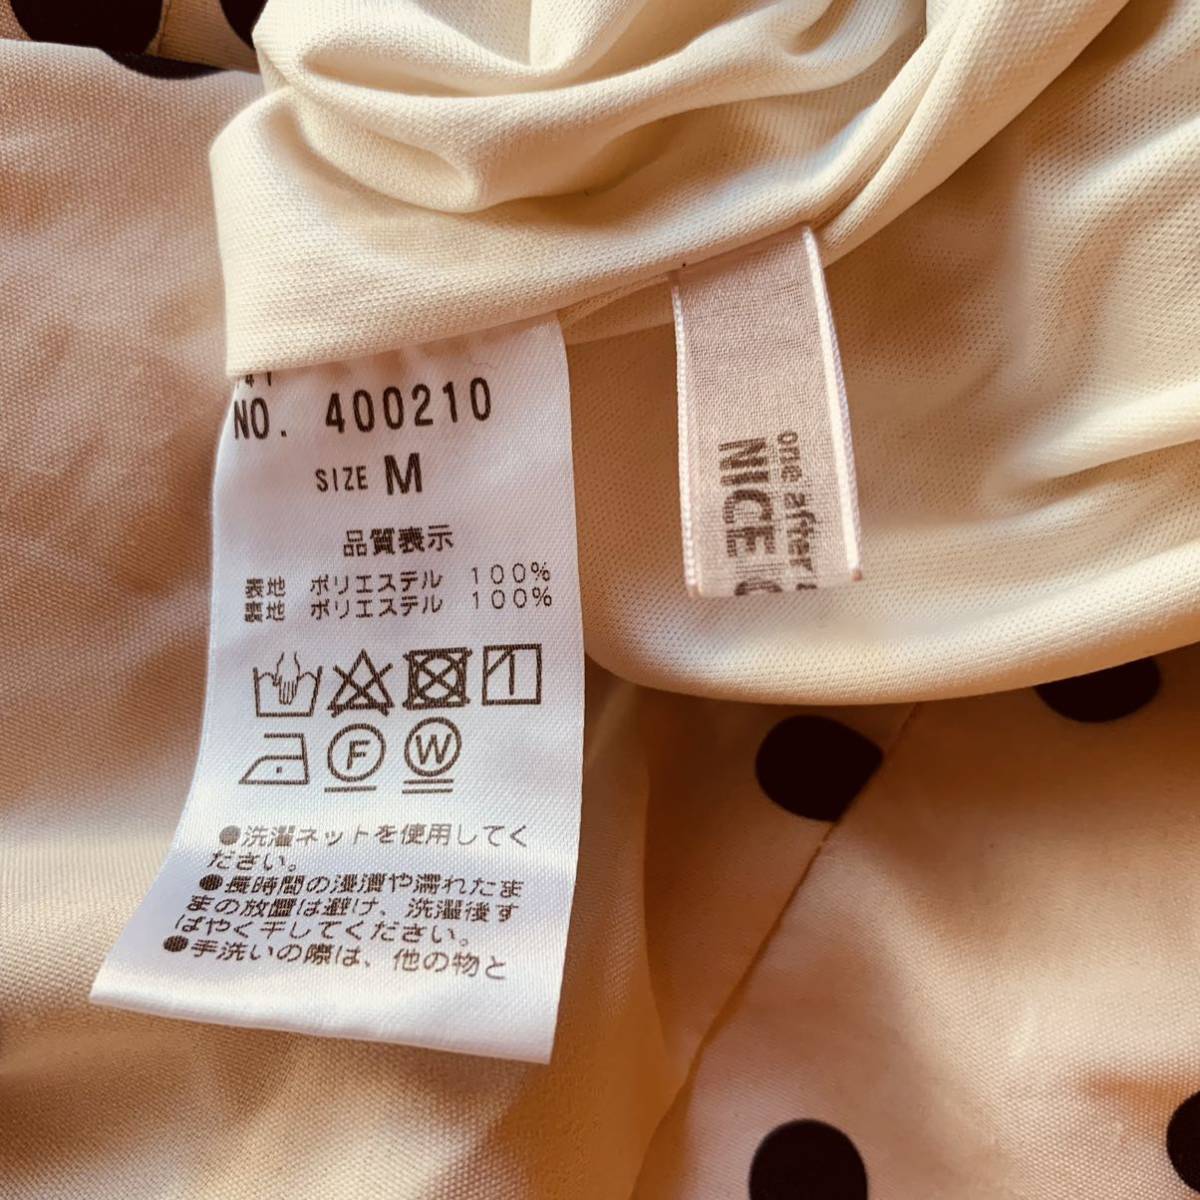 NO. 400210
SIZE M
品質表示
表地 ポリエステル 100%
裏地 ポリエステル 100%
F
W
●洗濯ネットを使用してく
ださい。
●長時間の浸漬や濡れたま
まの放置は避け、洗濯後す
ばやく干してください。
●手洗いの際は、他の物と
one after
NICE